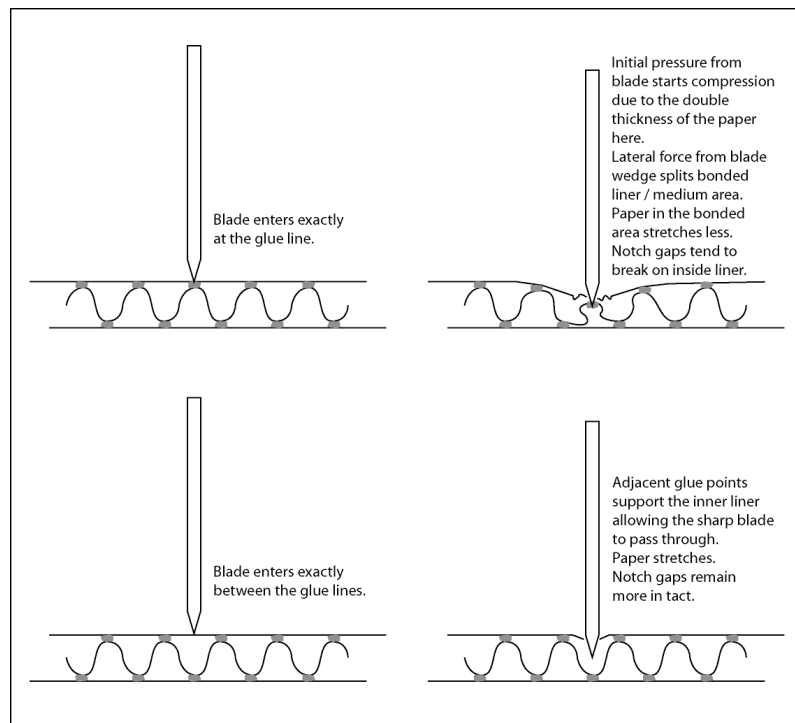 Blade enters exactly
at the glue line.
Initial pressure from
blade starts compression
due to the double
thickness of the paper
here.
Lateral force from blade
wedge splits bonded
liner / medium area.
Paper in the bonded
area stretches less.
Notch gaps tend to
break on inside liner.
Blade enters exactly
between the glue lines.
Adjacent glue points
support the inner liner
allowing the sharp blade
to pass through.
Paper stretches.
Notch gaps remain
more in tact.